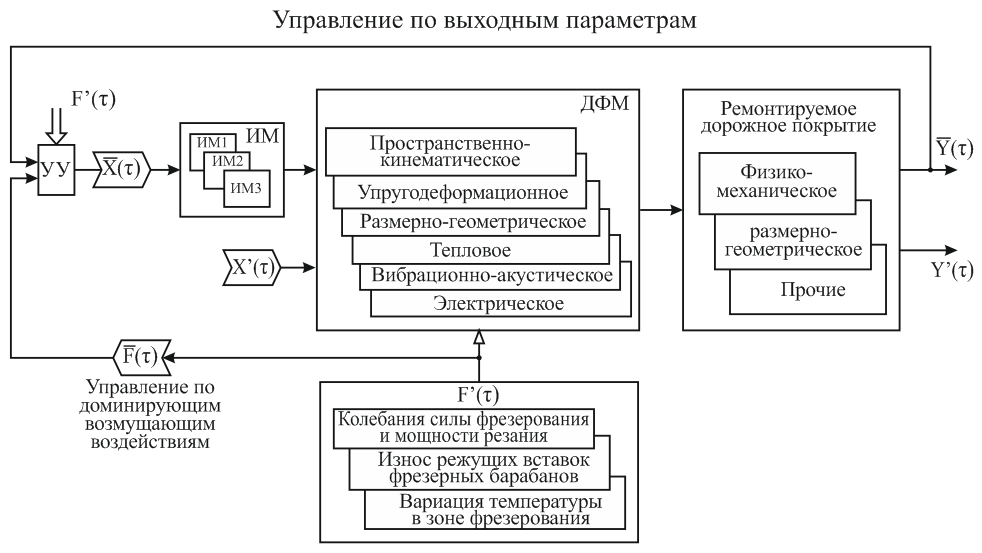 Управление по выходным параметрам
F’(τ)
УУ
X̅(τ)
ИМ
ИМ1
ИМ2
ИМ3
X’(τ)
ДФМ
Пространственно-
кинематическое
Упругодеформационное
Размерно-геометрическое
Тепловое
Вибрационно-акустическое
Электрическое
Ремонтируемое
дорожное покрытие
Физико-
механическое
размерно-
геометрическое
Прочие
Y̅(τ)
Y’(τ)
F̅(τ)
Управление по
доминирующим
возмущающим
воздействиям
F’(τ)
Колебания силы фрезерования
и мощности резания
Износ режущих вставок
фрезерных барабанов
Вариация температуры
в зоне фрезерования